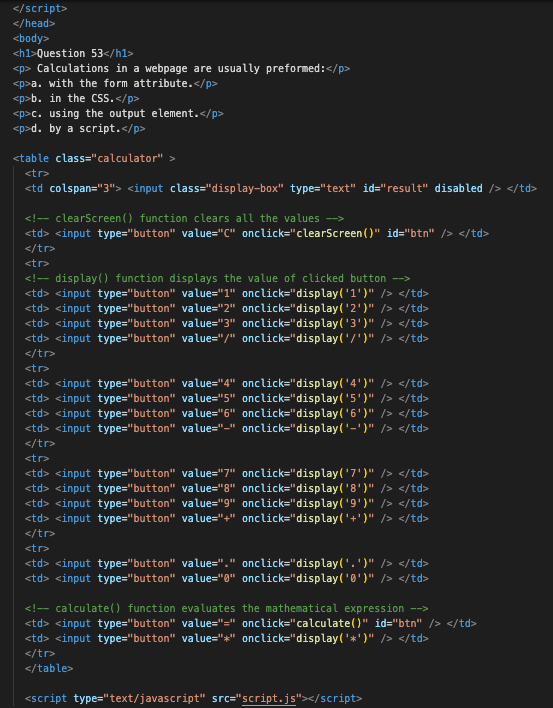 </script>
</head>
<body>
<h1>Question 53</h1>
<p> Calculations in a webpage are usually preformed:</p>
<p>a. with the form attribute.</p>
<p>b. in the CSS.</p>
<p>c. using the output element.</p>
<p>d. by a script.</p>
<table class="calculator" >
<tr>
<td colspan="3"> <input class="display-box" type="text" id="result" disabled /> </td>
<!-- clearScreen() function clears all the values -->
<td> <input type="button" value="C" onclick="clearScreen()" id="btn" /> </td>
</tr>
<tr>
<!-- display() function displays the value of clicked button -->
<td> <input type="button" value="1" onclick="display('1')" /> </td>
<td> <input type="button" value="2" onclick="display('2')" /> </td>
<td> <input type="button" value="3" onclick="display('3')" /> </td>
<td> <input type="button" value="/" onclick="display('/')" /> </td>
</tr>
<tr>
<td> <input type="button" value="4" onclick="display('4')" /> </td>
<td> <input type="button" value="5" onclick="display('5')" /> </td>
<td> <input type="button" value="6" onclick="display('6')" /> </td>
<td> <input type="button" value="-" onclick="display('-')" /> </td>
</tr>
<tr>
<td> <input type="button" value="7" onclick="display('7')" /> </td>
<td> <input type="button" value="8" onclick="display('8')" /> </td>
<td> <input type="button" value="9" onclick="display('9')" /> </td>
<td> <input type="button" value="+" onclick="display('+')" /> </td>
</tr>
<tr>
<td> <input type="button" value="." onclick="display('.')" /> </td>
<td> <input type="button" value="0" onclick="display('0')" /> </td>
<!-- calculate() function evaluates the mathematical expression -->
<td> <input type="button" value="=" onclick="calculate()" id="btn" /> </td>
<td> <input type="button" value="*" onclick="display('*')" /> </td>
</tr>
</table>
<script type="text/javascript" src="script.js"></script>